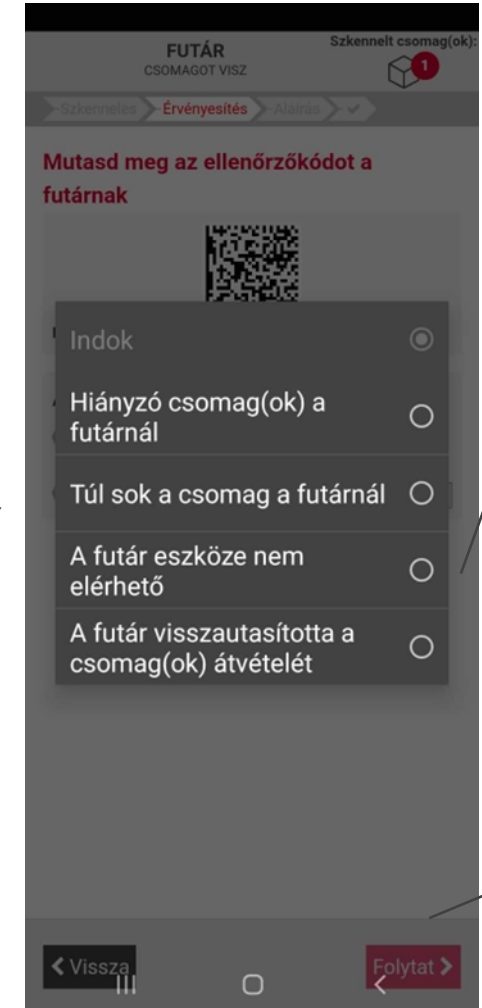 FUTÁR
CSOMAGOT VISZ
Szkennelt csomag(ok):
1
Szkennelés
Érvényesítés
Aláírás
Mutasd meg az ellenőrzőkódot a
futárnak
Indok
Hiányzó csomag(ok) a
futárnál
Túl sok a csomag a futárnál
A futár eszköze nem
elérhető
A futár visszautasította a
csomag(ok) átvételét
Vissza
Folytat